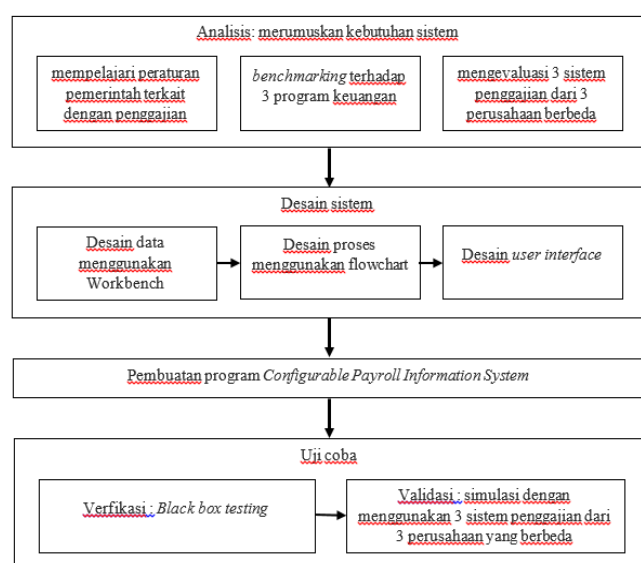 Analisis: merumuskan kebutuhan sistem
mempelajari peraturan
pemerintah terkait
dengan penggajian
benchmarking terhadap
3 program keuangan
mengevaluasi 3 sistem
penggajian dari 3
perusahaan berbeda
Desain sistem
Desain data
menggunakan
Workbench
Desain proses
menggunakan flowchart
Desain user interface
Pembuatan program Configurable Payroll Information System
Uji coba
Verfikasi : Black box testing
Validasi : simulasi dengan
menggunakan 3 sistem penggajian dari
3 perusahaan yang berbeda